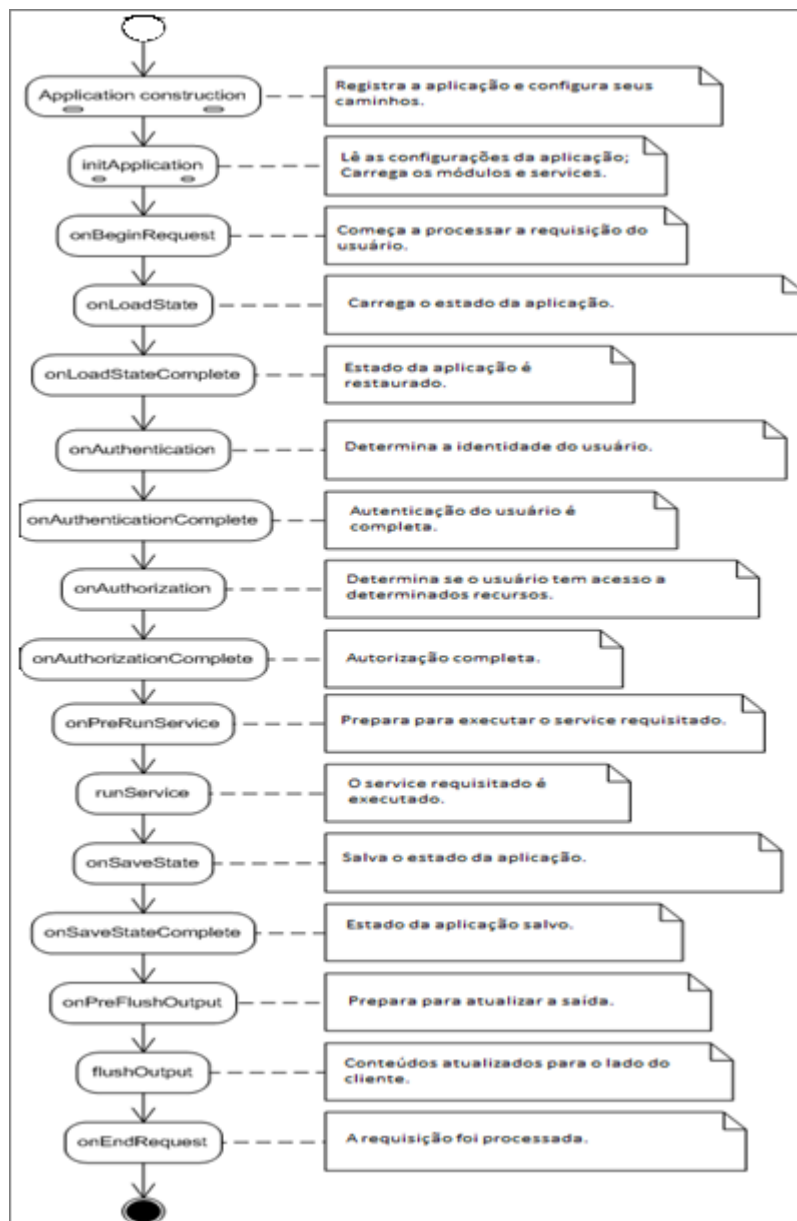 Application construction
Registra a aplicação e configura seus
caminhos.
initApplication
Lê as configurações da aplicação;
Carrega os módulos e services.
onBeginRequest
Começa a processar a requisição do
usuário.
onLoadState
Carrega o estado da aplicação.
onLoadStateComplete
Estado da aplicação é
restaurado.
onAuthentication
Determina a identidade do usuário.
onAuthenticationComplete
Autenticação do usuário é
completa.
onAuthorization
Determina se o usuário tem acesso a
determinados recursos.
onAuthorizationComplete
Autorização completa.
onPreRunService
Prepara para executar o service requisitado.
runService
O service requisitado é
executado.
onSaveState
Salva o estado da aplicação.
onSaveStateComplete
Estado da aplicação salvo.
onPreFlushOutput
Prepara para atualizar a saída.
flushOutput
Conteúdos atualizados para o lado do
cliente.
onEndRequest
A requisição foi processada.